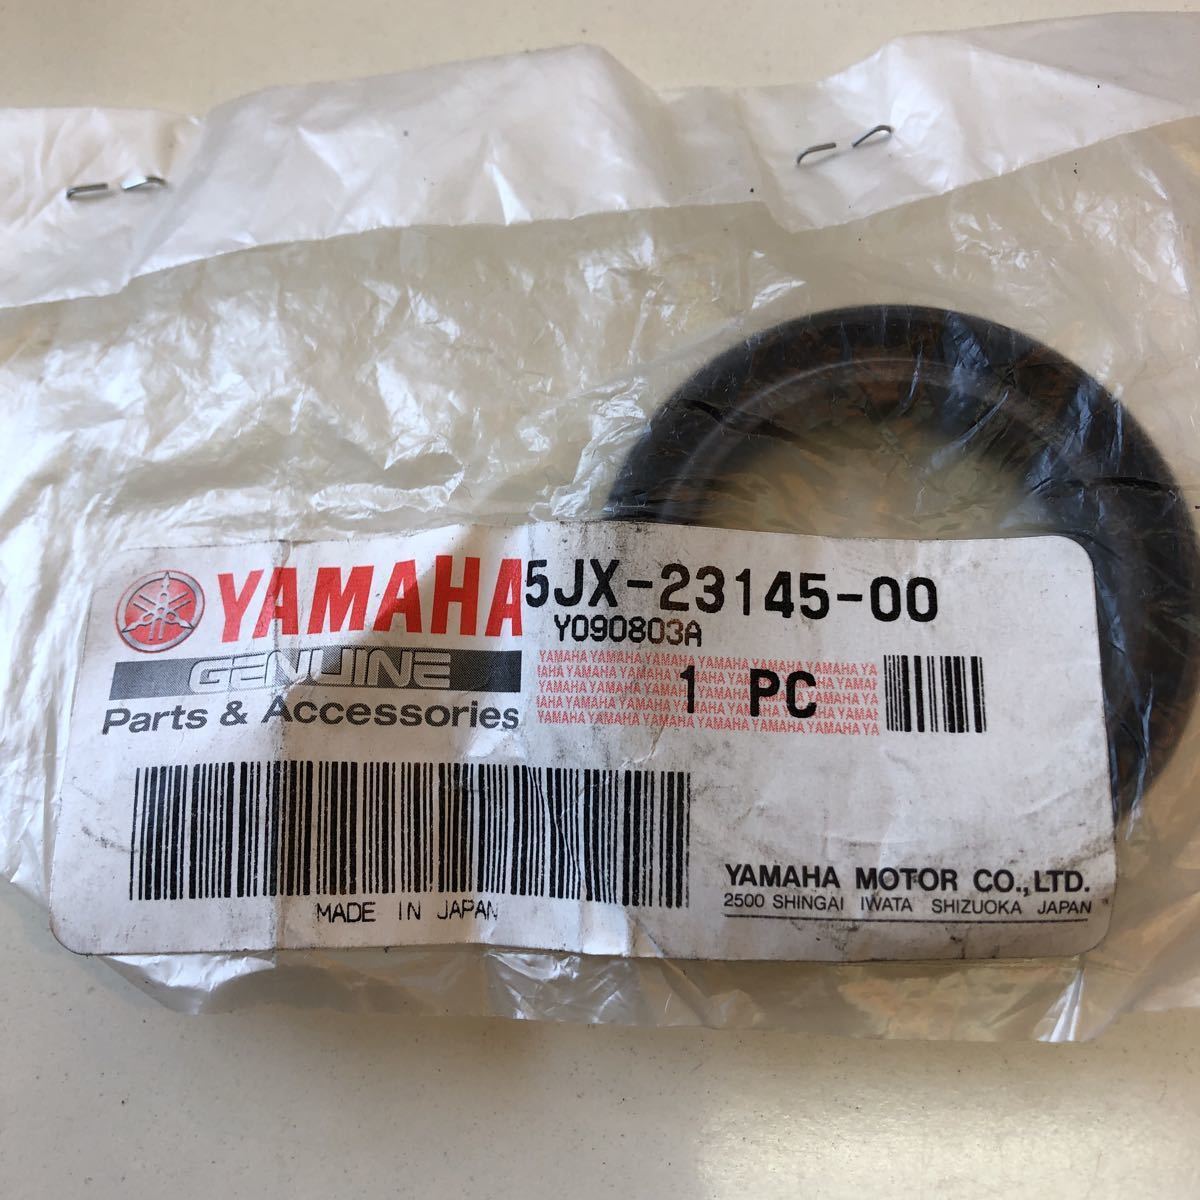 YAMAHA
5JX-23145-00
Y090803A
GENUINE
Parts & Accessories
YAMAHA YAMAHA YAMAHA YAMAHA YAMAHA YAMAHA YA
1 PC
MADE IN JAPAN
YAMAHA MOTOR CO.,LTD.
2500 SHINGAI IWATA SHIZUOKA JAPAN